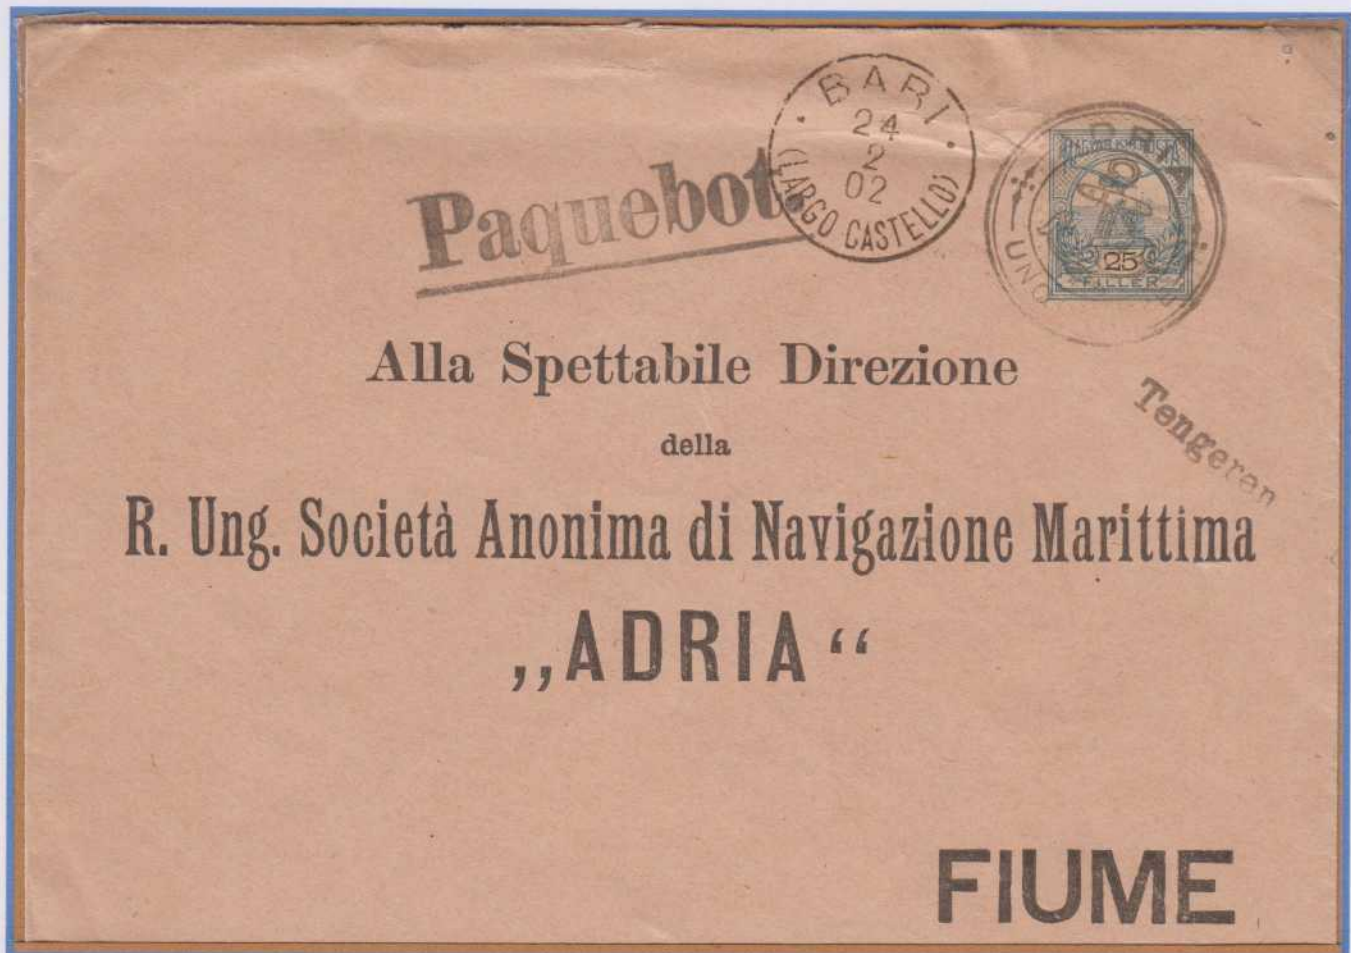 BARI
24
2
02
(LARGO CASTELLO)
Paquebot.
25
FILLER
Alla Spettabile Direzione
della
Tengeren
R. Ung. Società Anonima di Navigazione Marittima
„ADRIA“
FIUME